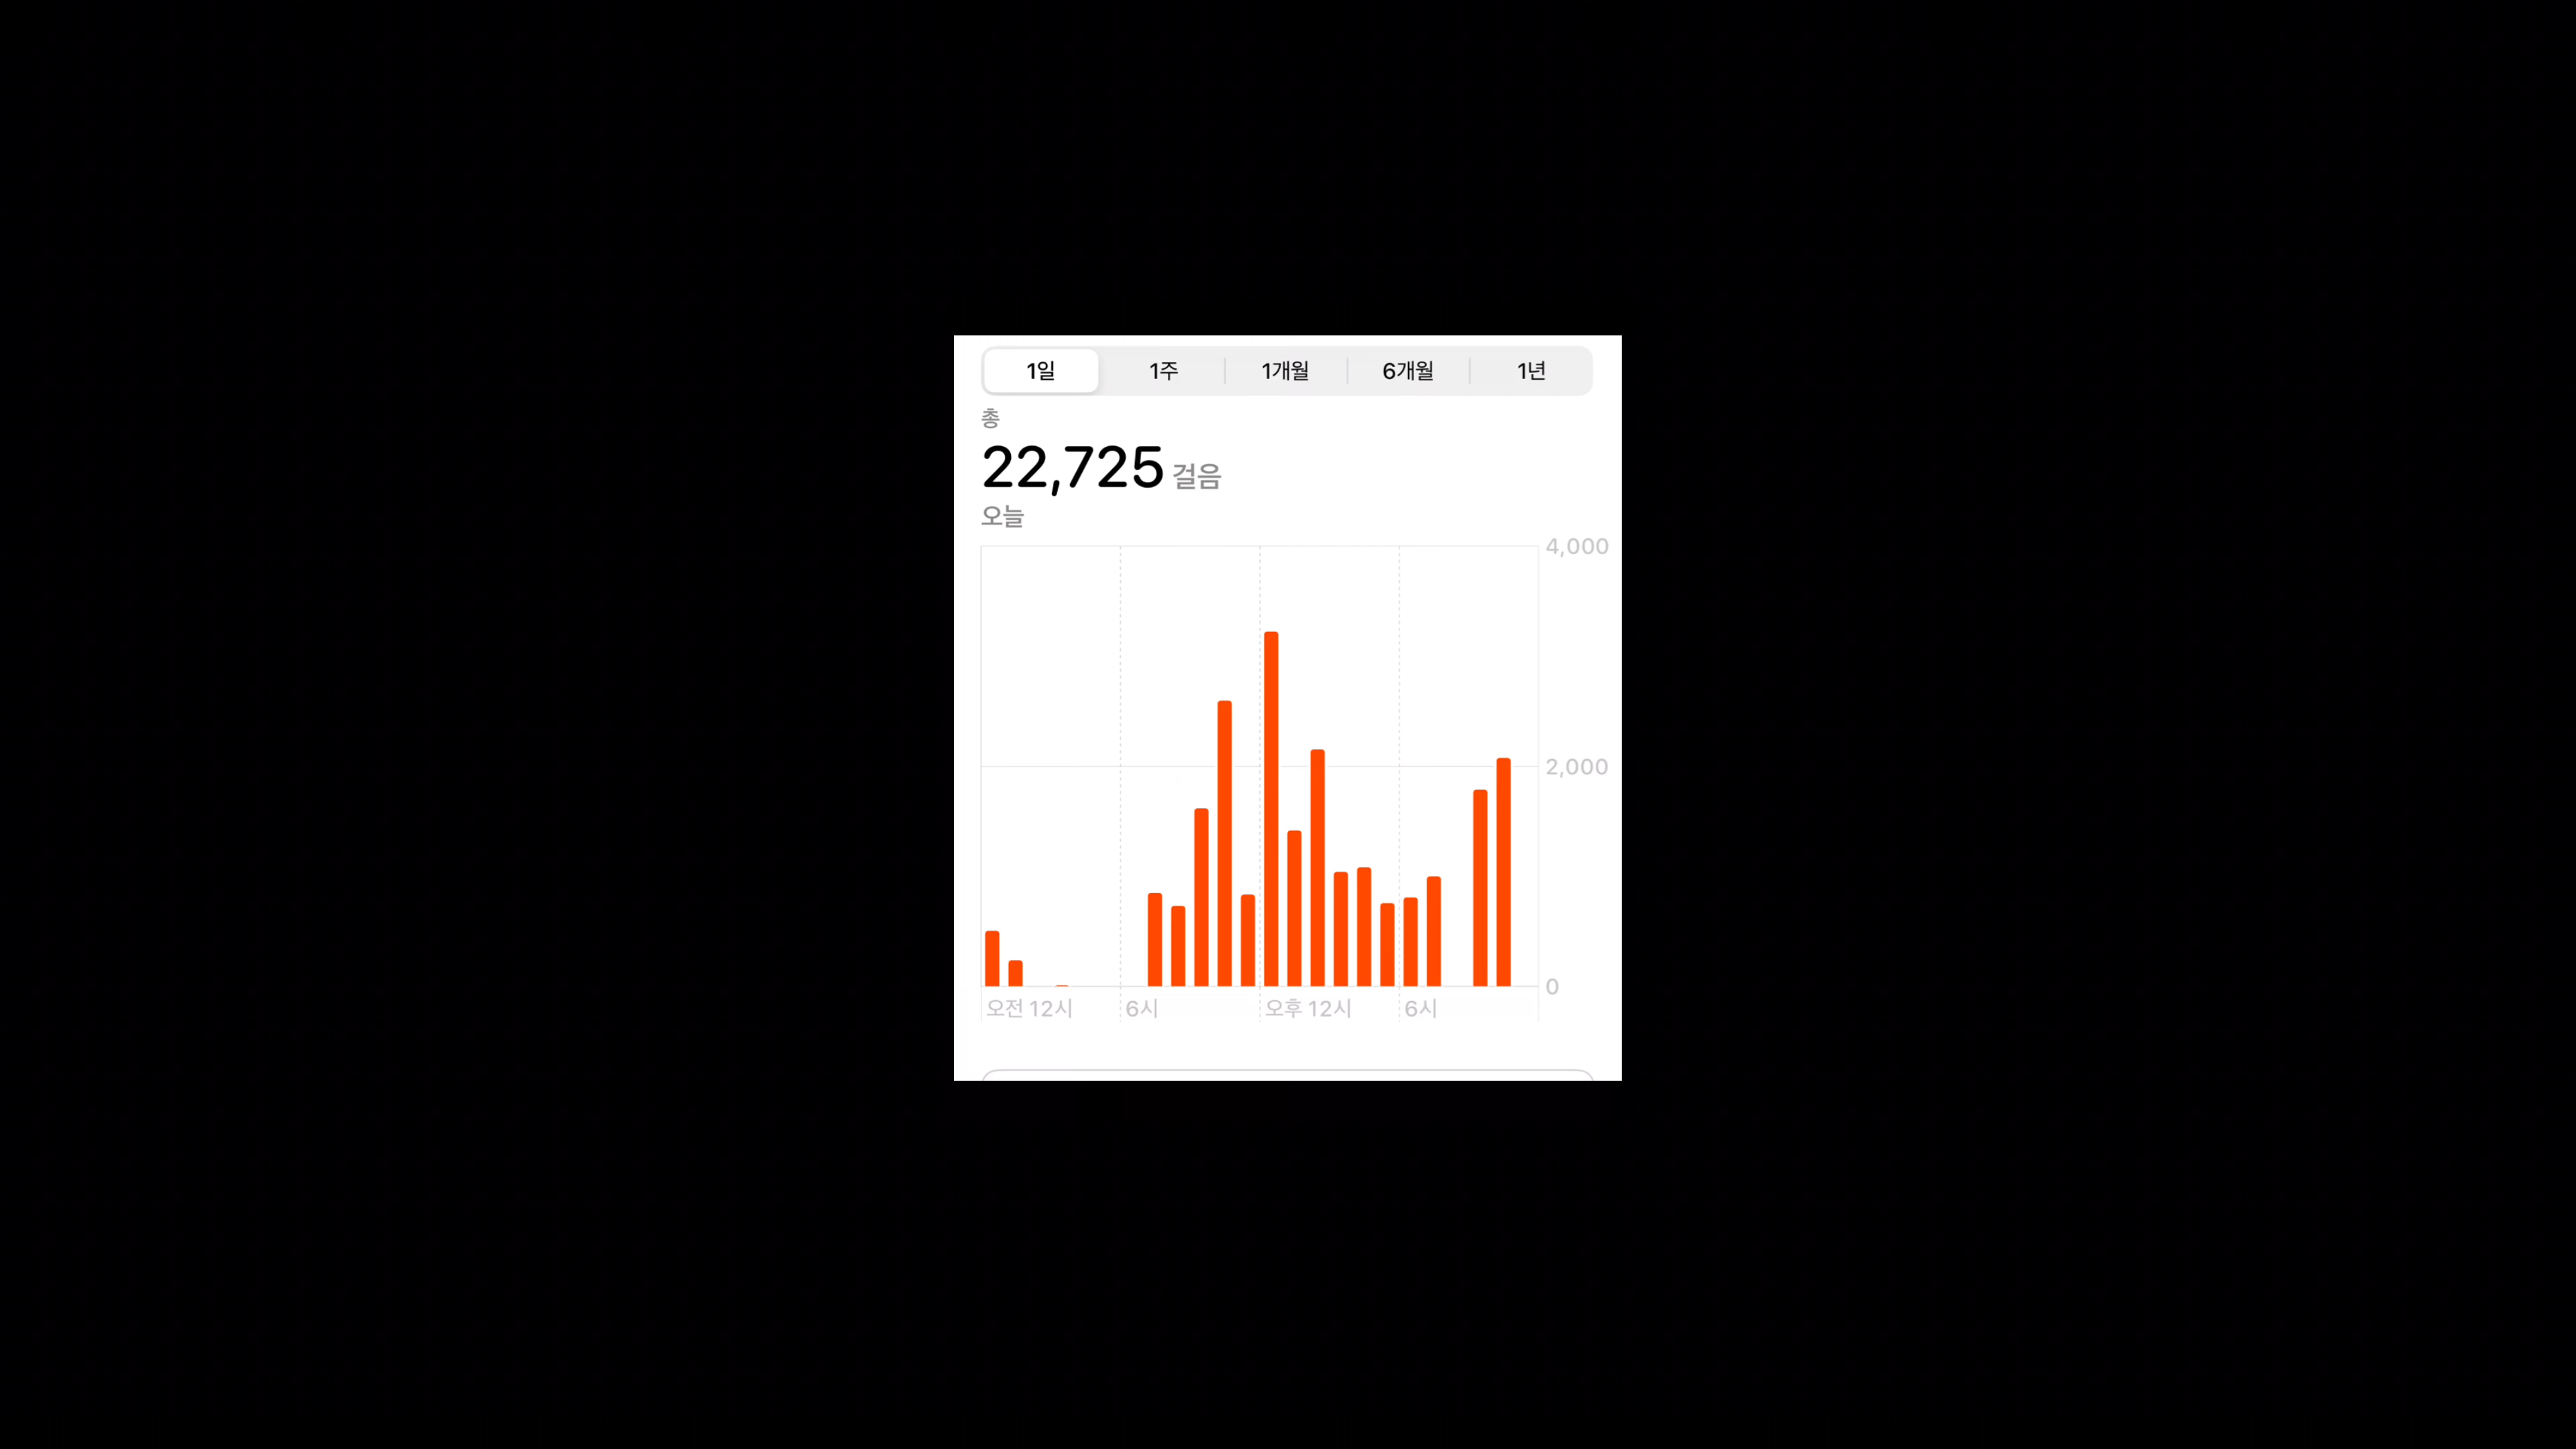 1일 1주 1개월 6개월 1년
총
22,725 걸음
오늘
4,000
2,000
0
오전 12시 6시 오후 12시 6시